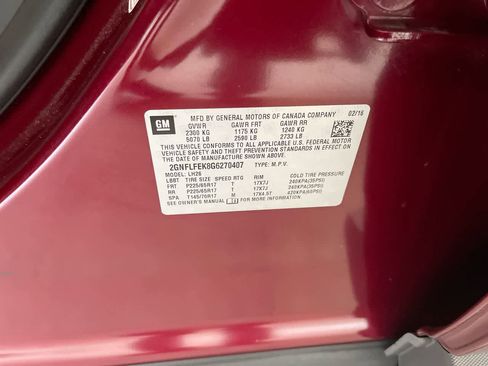 GM
MFD BY GENERAL MOTORS OF CANADA COMPANY 02/16
GVWR GAWR FRT GAWR RR
2300 KG 1175 KG 1240 KG
5070 LB 2590 LB 2733 LB
THIS VEHICLE CONFORMS TO ALL APPLICABLE U.S. FEDERAL MOTOR
VEHICLE SAFETY AND THEFT PREVENTION STANDARDS IN EFFECT
ON THE DATE OF MANUFACTURE SHOWN ABOVE.
2GNFLFEK8G6270407 TYPE: M.P.V.
MODEL: LH26
LBBT TIRE SIZE SPEED RTG RIM COLD TIRE PRESSURE
FRT P225/65R17 T 17X7J 240KPA(35PSI)
RR P225/65R17 T 17X7J 240KPA(35PSI)
SPA T145/70R17 M 17X4.5T 420KPA(60PSI)
SEE OWNER'S MANUAL FOR MORE INFORMATION.